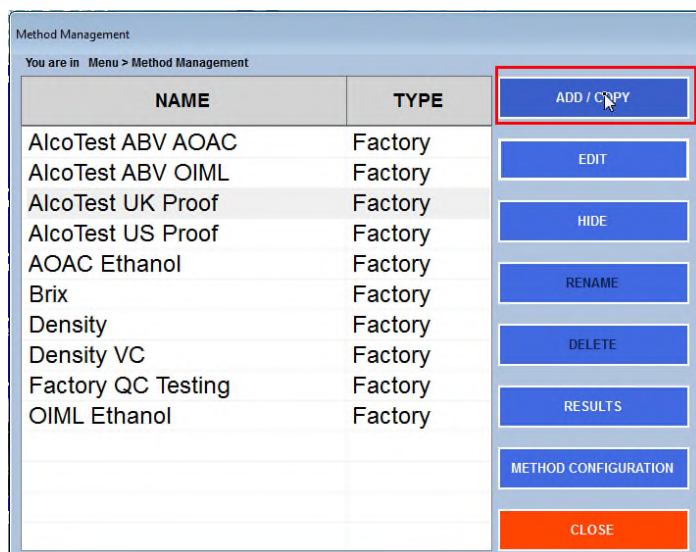 Method Management
You are in Menu > Method Management
NAME TYPE
AlcoTest ABV AOAC Factory
AlcoTest ABV OIML Factory
AlcoTest UK Proof Factory
AlcoTest US Proof Factory
AOAC Ethanol Factory
Brix Factory
Density Factory
Density VC Factory
Factory QC Testing Factory
OIML Ethanol Factory
ADD / COPY
EDIT
HIDE
RENAME
DELETE
RESULTS
METHOD CONFIGURATION
CLOSE